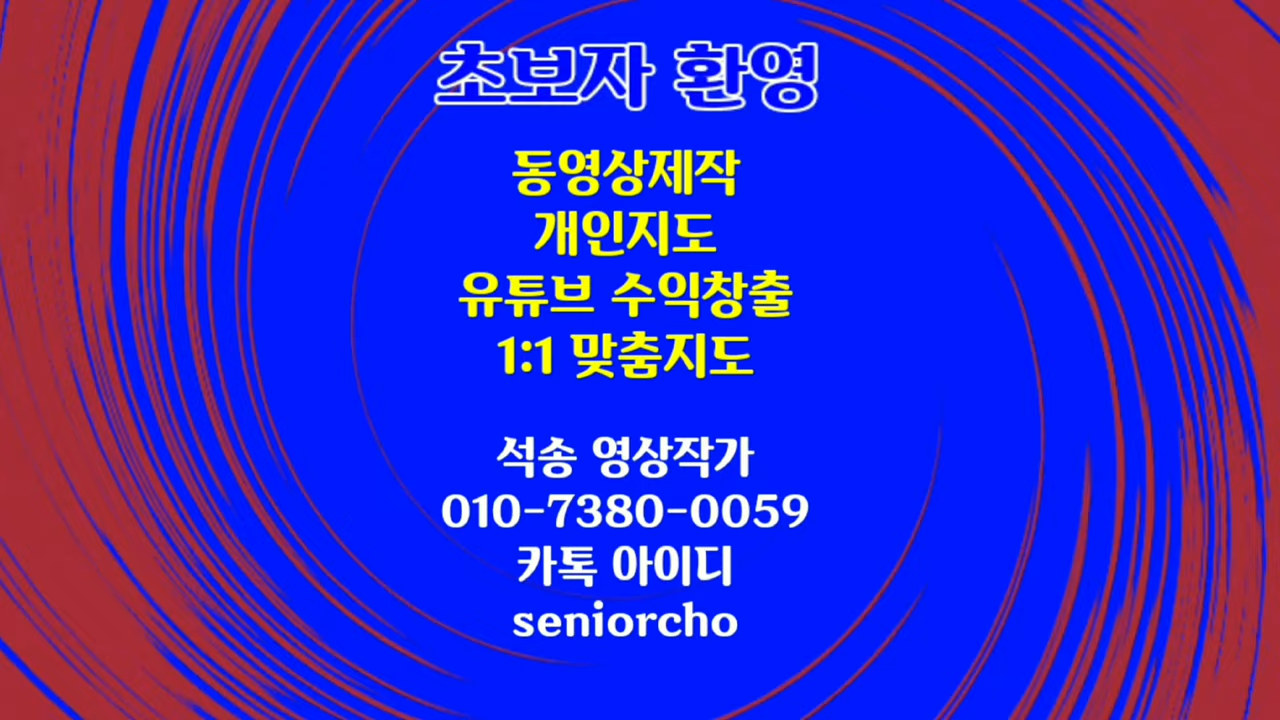 초보자 환영
동영상제작
개인지도
유튜브 수익창출
1:1 맞춤지도
석송 영상작가
010-7380-0059
카톡 아이디
seniorcho